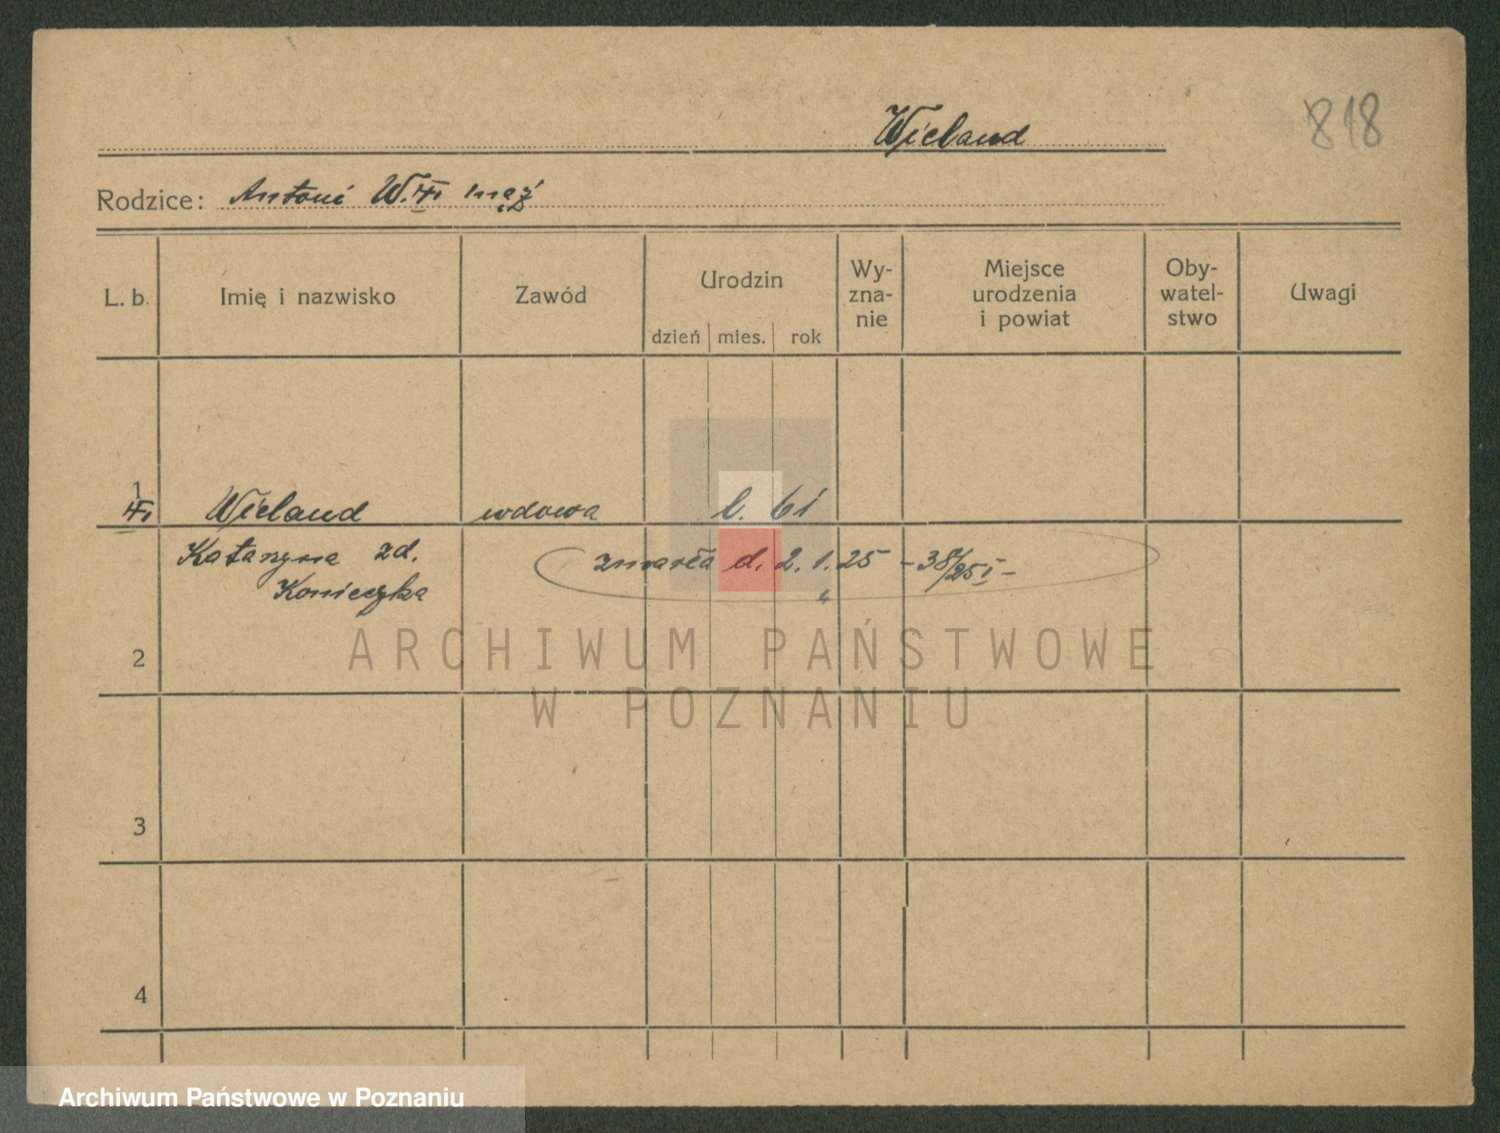 Wieland
818
Rodzice: Antoni W. mąż
L. b.
Imię i nazwisko
Zawód
Urodzin
dzień mies. rok
Wy-
zna-
nie
Miejsce
urodzenia
i powiat
Oby-
watel-
stwo
Uwagi
1
Wieland wdowa l. 61
Katarzyna zd. zmarła d. 2. 1. 25 - 38/25 I -
Konieczka
2
3
4
ARCHIWUM PAŃSTWOWE
W POZNANIU
Archiwum Państwowe w Poznaniu